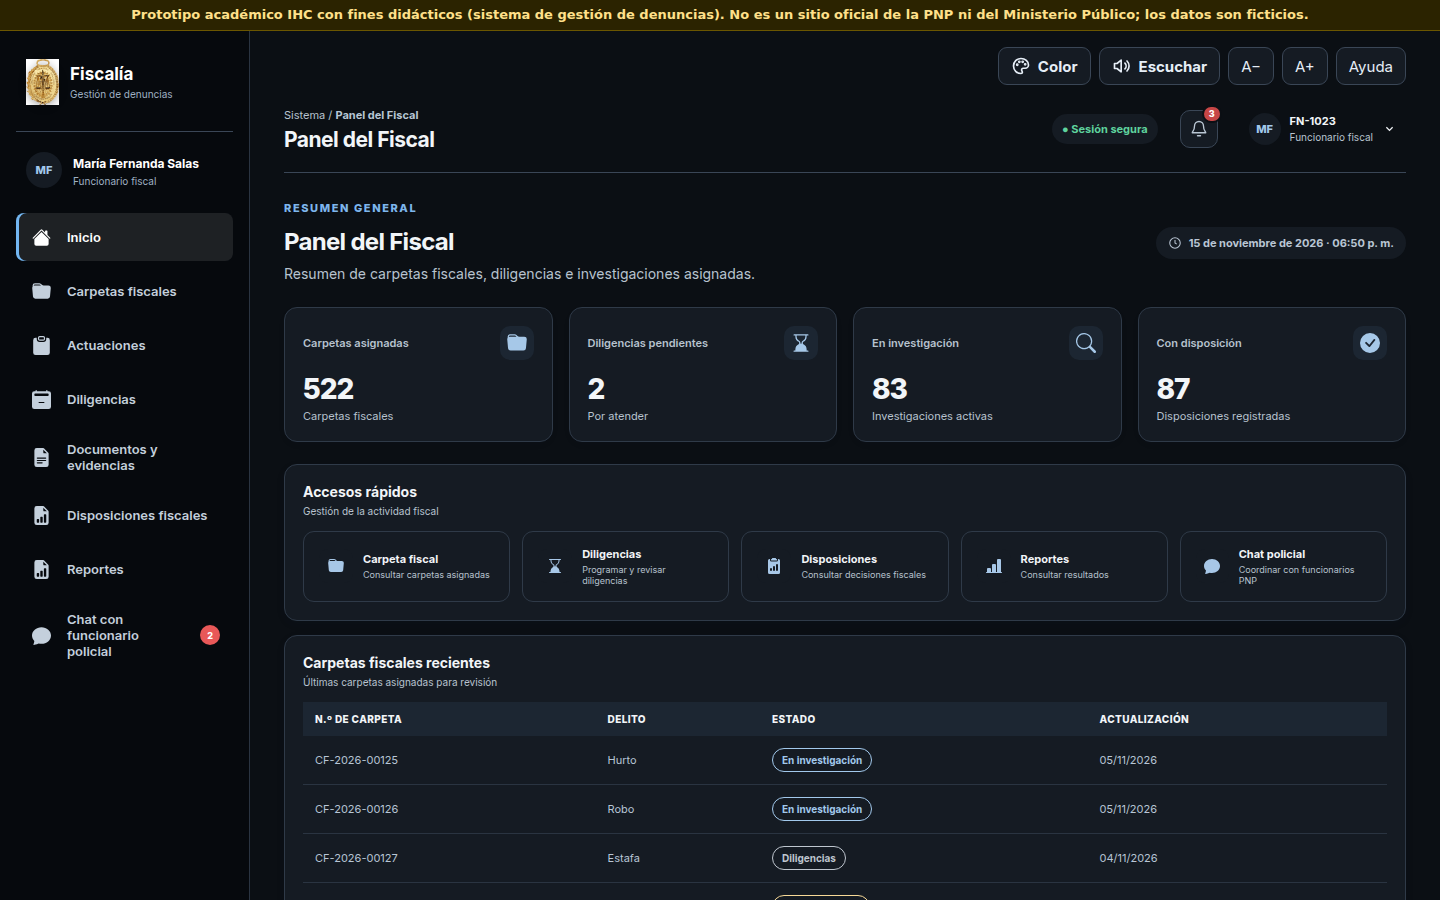 Prototipo académico IHC con fines didácticos (sistema de gestión de denuncias). No es un sitio oficial de la PNP ni del Ministerio Público; los datos son ficticios.
Fiscalía
Gestión de denuncias
MF
María Fernanda Salas
Funcionario fiscal
Inicio
Carpetas fiscales
Actuaciones
Diligencias
Documentos y
evidencias
Disposiciones fiscales
Reportes
Chat con
funcionario
policial
2
Color
Escuchar
A−
A+
Ayuda
Sistema / Panel del Fiscal
Panel del Fiscal
Sesión segura
3
MF
FN-1023
Funcionario fiscal
RESUMEN GENERAL
Panel del Fiscal
Resumen de carpetas fiscales, diligencias e investigaciones asignadas.
15 de noviembre de 2026 · 06:50 p. m.
Carpetas asignadas
522
Carpetas fiscales
Diligencias pendientes
2
Por atender
En investigación
83
Investigaciones activas
Con disposición
87
Disposiciones registradas
Accesos rápidos
Gestión de la actividad fiscal
Carpeta fiscal
Consultar carpetas asignadas
Diligencias
Programar y revisar
diligencias
Disposiciones
Consultar decisiones fiscales
Reportes
Consultar resultados
Chat policial
Coordinar con funcionarios
PNP
Carpetas fiscales recientes
Últimas carpetas asignadas para revisión
N.º DE CARPETA DELITO ESTADO ACTUALIZACIÓN
CF-2026-00125 Hurto En investigación 05/11/2026
CF-2026-00126 Robo En investigación 05/11/2026
CF-2026-00127 Estafa Diligencias 04/11/2026